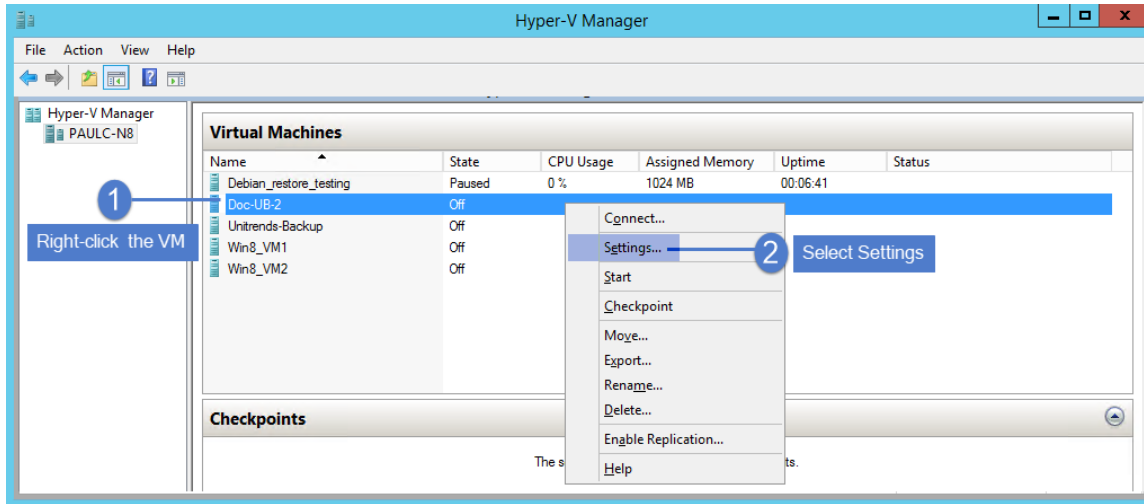 Hyper-V Manager
File Action View Help
Hyper-V Manager
PAULC-N8
Virtual Machines
Name State CPU Usage Assigned Memory Uptime Status
Debian_restore_testing Paused 0 % 1024 MB 00:06:41
Doc-UB-2 Off
Unitrends-Backup Off
Win8_VM1 Off
Win8_VM2 Off
1
Right-click the VM
Connect...
Settings...
2
Select Settings
Start
Checkpoint
Move...
Export...
Rename...
Delete...
Enable Replication...
Help
Checkpoints
The s
ts.